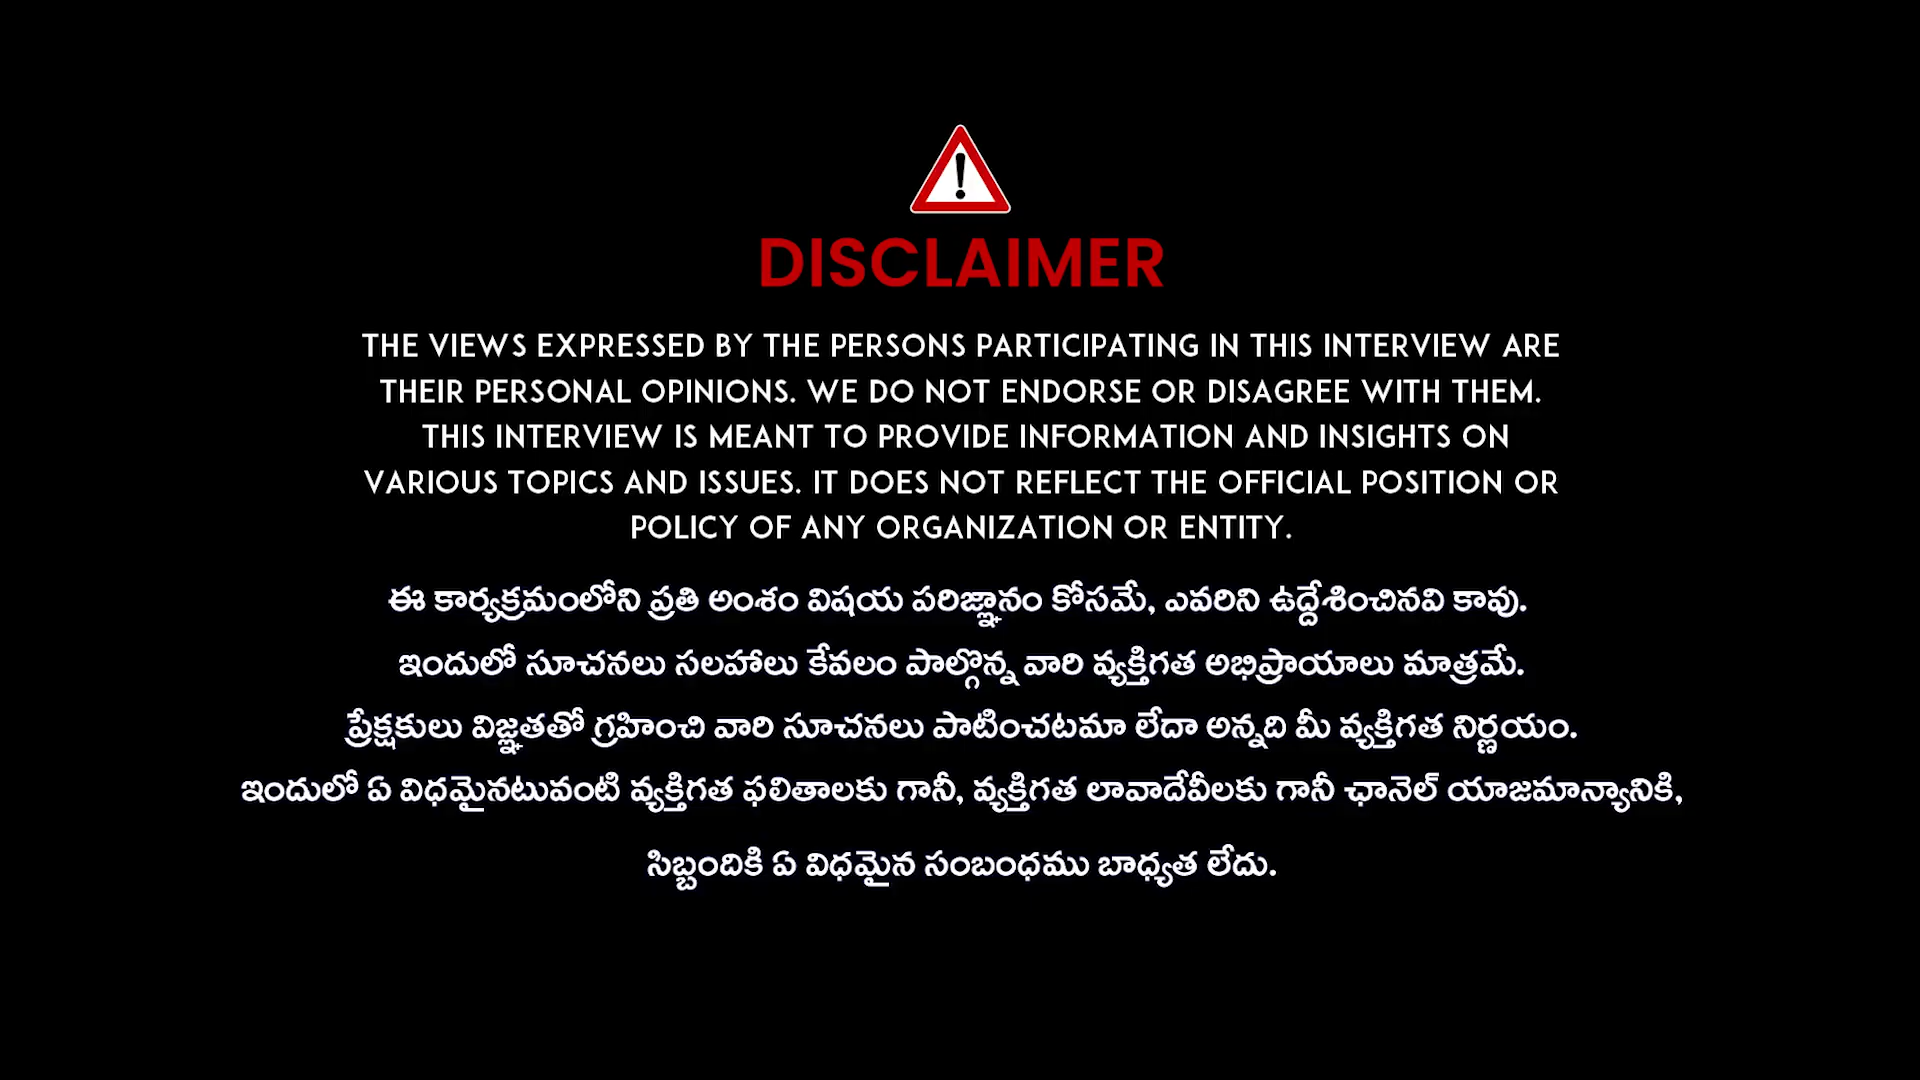 DISCLAIMER
THE VIEWS EXPRESSED BY THE PERSONS PARTICIPATING IN THIS INTERVIEW ARE
THEIR PERSONAL OPINIONS. WE DO NOT ENDORSE OR DISAGREE WITH THEM.
THIS INTERVIEW IS MEANT TO PROVIDE INFORMATION AND INSIGHTS ON
VARIOUS TOPICS AND ISSUES. IT DOES NOT REFLECT THE OFFICIAL POSITION OR
POLICY OF ANY ORGANIZATION OR ENTITY.
ఈ కార్యక్రమంలోని ప్రతి అంశం విషయ పరిజ్ఞానం కోసమే, ఎవరిని ఉద్దేశించినవి కావు.
ఇందులో సూచనలు సలహాలు కేవలం పాల్గొన్న వారి వ్యక్తిగత అభిప్రాయాలు మాత్రమే.
ప్రేక్షకులు విజ్ఞతతో గ్రహించి వారి సూచనలు పాటించటమా లేదా అన్నది మీ వ్యక్తిగత నిర్ణయం.
ఇందులో ఏ విధమైనటువంటి వ్యక్తిగత ఫలితాలకు గానీ, వ్యక్తిగత లావాదేవీలకు గానీ ఛానెల్ యాజమాన్యానికి,
సిబ్బందికి ఏ విధమైన సంబంధము బాధ్యత లేదు.